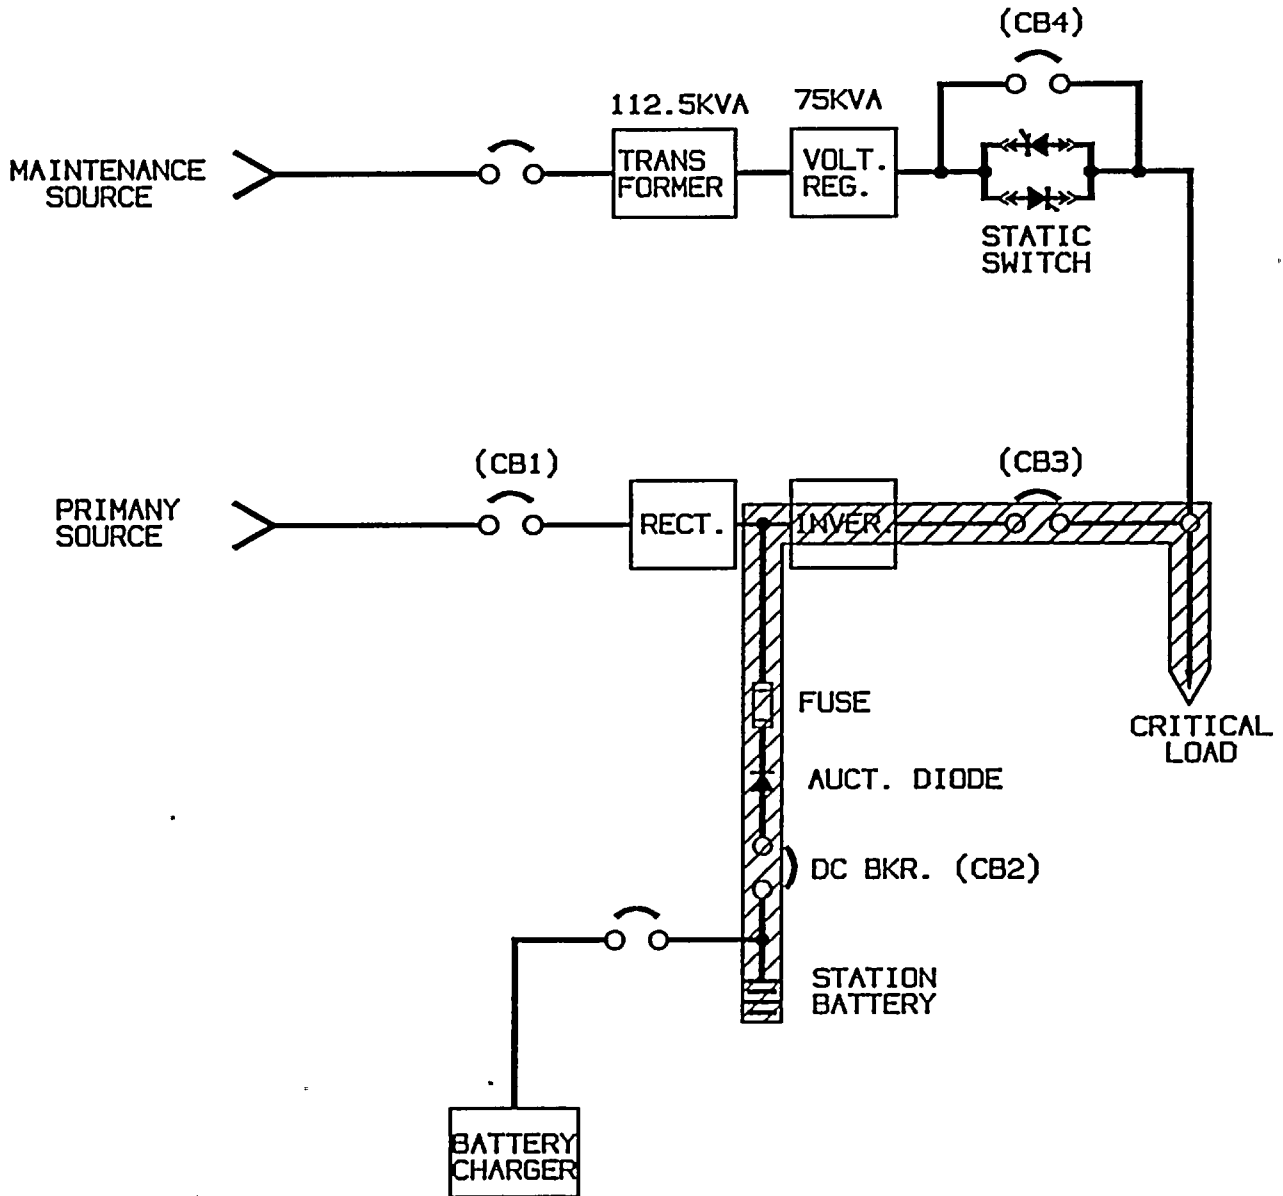 (CB4)
112.5KVA
75KVA
MAINTENANCE
SOURCE
TRANS
FORMER
VOLT.
REG.
STATIC
SWITCH
(CB1)
(CB3)
PRIMANY
SOURCE
RECT.
INVER.
FUSE
CRITICAL
LOAD
AUCT. DIODE
DC BKR. (CB2)
STATION
BATTERY
BATTERY
CHARGER